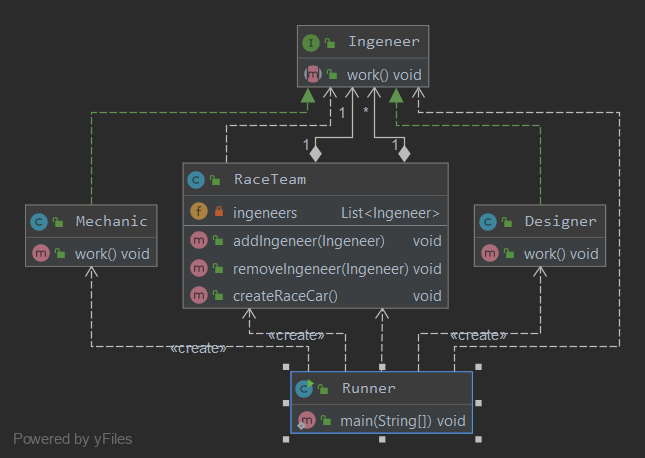 I Ingeneer
m work() void
1 *
1 1
C RaceTeam
f ingeneers List<Ingeneer>
m addIngeneer(Ingeneer) void
m removeIngeneer(Ingeneer) void
m createRaceCar() void
C Mechanic
m work() void
C Designer
m work() void
«create» «create» «create»
C Runner
m main(String[]) void
Powered by yFiles